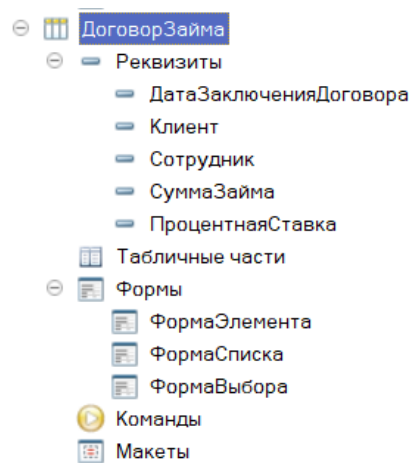 ДоговорЗайма
Реквизиты
ДатаЗаключенияДоговора
Клиент
Сотрудник
СуммаЗайма
ПроцентнаяСтавка
Табличные части
Формы
ФормаЭлемента
ФормаСписка
ФормаВыбора
Команды
Макеты